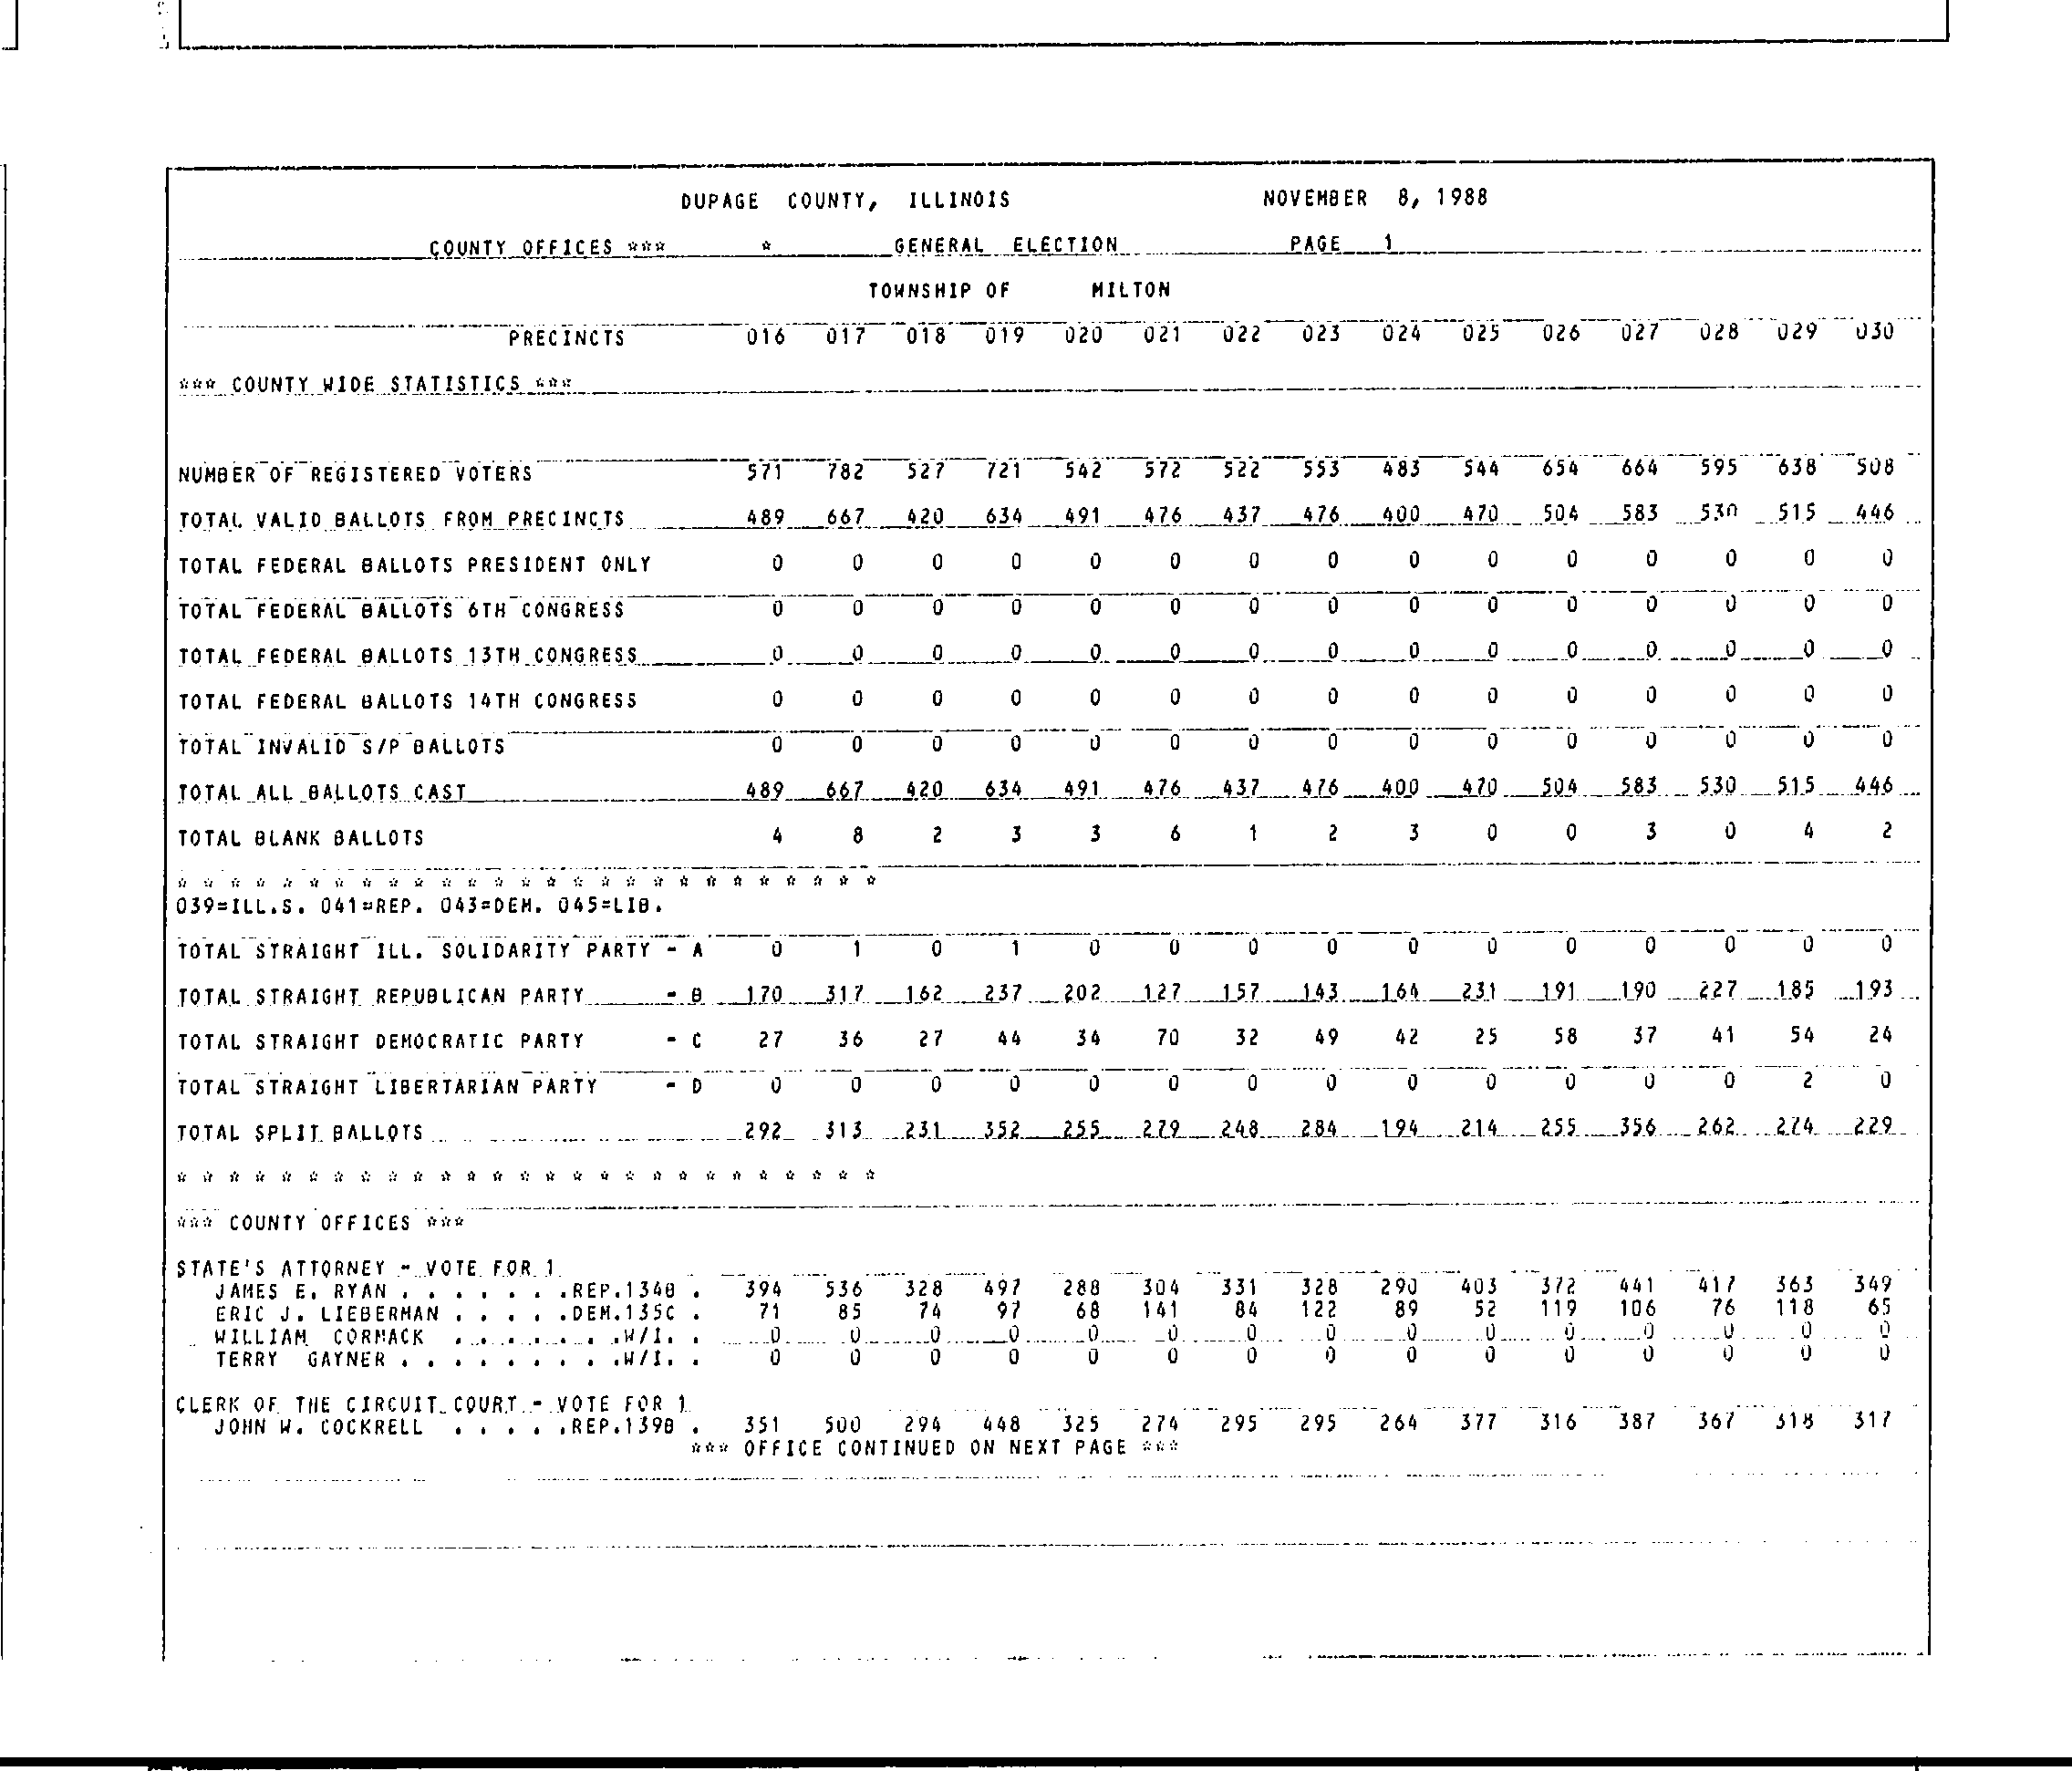 DUPAGE COUNTY, ILLINOIS NOVEMBER 8, 1988
COUNTY OFFICES *** * GENERAL ELECTION PAGE 1
TOWNSHIP OF MILTON
PRECINCTS 016 017 018 019 020 021 022 023 024 025 026 027 028 029 030
*** COUNTY WIDE STATISTICS ***
NUMBER OF REGISTERED VOTERS 571 782 527 721 542 572 522 553 483 544 654 664 595 638 508
TOTAL VALID BALLOTS FROM PRECINCTS 489 667 420 634 491 476 437 476 400 470 504 583 530 515 446
TOTAL FEDERAL BALLOTS PRESIDENT ONLY 0 0 0 0 0 0 0 0 0 0 0 0 0 0 0
TOTAL FEDERAL BALLOTS 6TH CONGRESS 0 0 0 0 0 0 0 0 0 0 0 0 0 0 0
TOTAL FEDERAL BALLOTS 13TH CONGRESS 0 0 0 0 0 0 0 0 0 0 0 0 0 0 0
TOTAL FEDERAL BALLOTS 14TH CONGRESS 0 0 0 0 0 0 0 0 0 0 0 0 0 0 0
TOTAL INVALID S/P BALLOTS 0 0 0 0 0 0 0 0 0 0 0 0 0 0 0
TOTAL ALL BALLOTS CAST 489 667 420 634 491 476 437 476 400 470 504 583 530 515 446
TOTAL BLANK BALLOTS 4 8 2 3 3 6 1 2 3 0 0 3 0 4 2
* * * * * * * * * * * * * * * * * * * * * * * * * * *
039=ILL.S. 041=REP. 043=DEM. 045=LIB.
TOTAL STRAIGHT ILL. SOLIDARITY PARTY - A 0 1 0 1 0 0 0 0 0 0 0 0 0 0 0
TOTAL STRAIGHT REPUBLICAN PARTY - B 170 317 162 237 202 127 157 143 164 231 191 190 227 185 193
TOTAL STRAIGHT DEMOCRATIC PARTY - C 27 36 27 44 34 70 32 49 42 25 58 37 41 54 24
TOTAL STRAIGHT LIBERTARIAN PARTY - D 0 0 0 0 0 0 0 0 0 0 0 0 0 2 0
TOTAL SPLIT BALLOTS 292 313 231 352 255 279 248 284 194 214 255 356 262 274 229
* * * * * * * * * * * * * * * * * * * * * * * * * * *
*** COUNTY OFFICES ***
STATE'S ATTORNEY - VOTE FOR 1
JAMES E. RYAN . . . . . . .REP.134B . 394 536 328 497 288 304 331 328 290 403 372 441 417 363 349
ERIC J. LIEBERMAN . . . . .DEM.135C . 71 85 74 97 68 141 84 122 89 52 119 106 76 118 65
WILLIAM CORMACK . . . . . . .W/I. . 0 0 0 0 0 0 0 0 0 0 0 0 0 0 0
TERRY GAYNER . . . . . . . . .W/I. . 0 0 0 0 0 0 0 0 0 0 0 0 0 0 0
CLERK OF THE CIRCUIT COURT - VOTE FOR 1
JOHN W. COCKRELL . . . . .REP.139B . 351 500 294 448 325 274 295 295 264 377 316 387 367 318 317
*** OFFICE CONTINUED ON NEXT PAGE ***